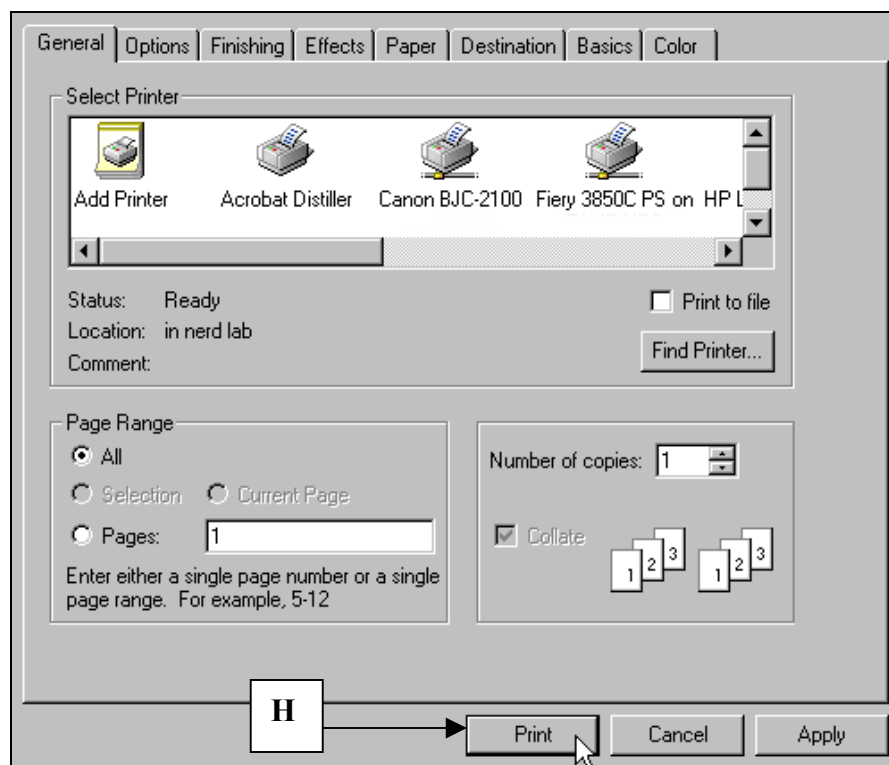 General Options Finishing Effects Paper Destination Basics Color
Select Printer
Add Printer Acrobat Distiller Canon BJC-2100 Fiery 3850C PS on HP L
Status: Ready
Print to file
Location: in nerd lab
Comment:
Find Printer...
Page Range
All
Selection Current Page
Pages: 1
Enter either a single page number or a single
page range. For example, 5-12
Number of copies: 1
Collate
1 2 3 1 2 3
H
Print Cancel Apply